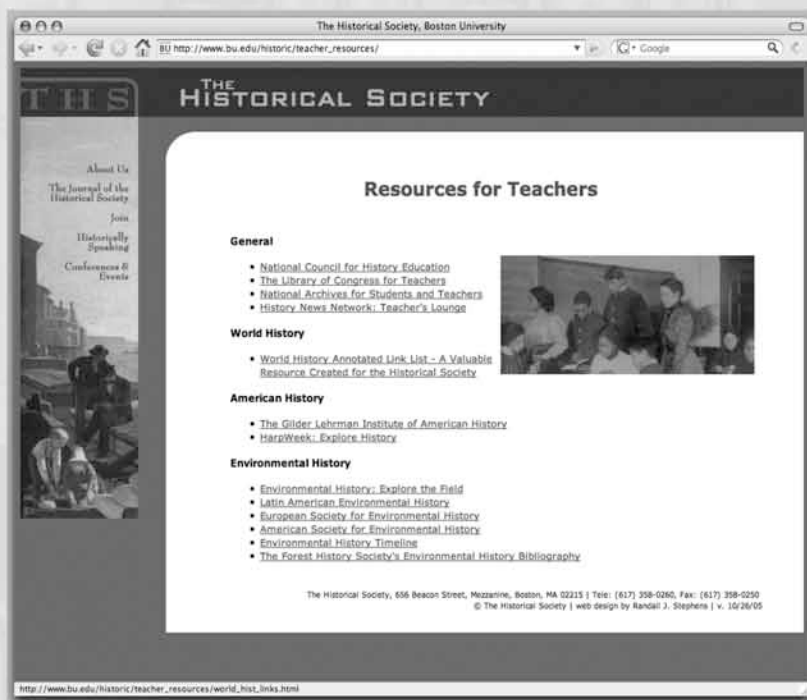 The Historical Society, Boston University
BU http://www.bu.edu/historic/teacher_resources/
G Google
THS
THE
HISTORICAL SOCIETY
About Us
The Journal of the
Historical Society
Join
Historically
Speaking
Conferences &
Events
Resources for Teachers
General
• National Council for History Education
• The Library of Congress for Teachers
• National Archives for Students and Teachers
• History News Network: Teacher's Lounge
World History
• World History Annotated Link List - A Valuable
Resource Created for the Historical Society
American History
• The Gilder Lehrman Institute of American History
• HarpWeek: Explore History
Environmental History
• Environmental History: Explore the Field
• Latin American Environmental History
• European Society for Environmental History
• American Society for Environmental History
• Environmental History Timeline
• The Forest History Society's Environmental History Bibliography
The Historical Society, 656 Beacon Street, Mezzanine, Boston, MA 02215 | Tele: (617) 358-0260, Fax: (617) 358-0250
© The Historical Society | web design by Randall J. Stephens | v. 10/26/05
http://www.bu.edu/historic/teacher_resources/world_hist_links.html